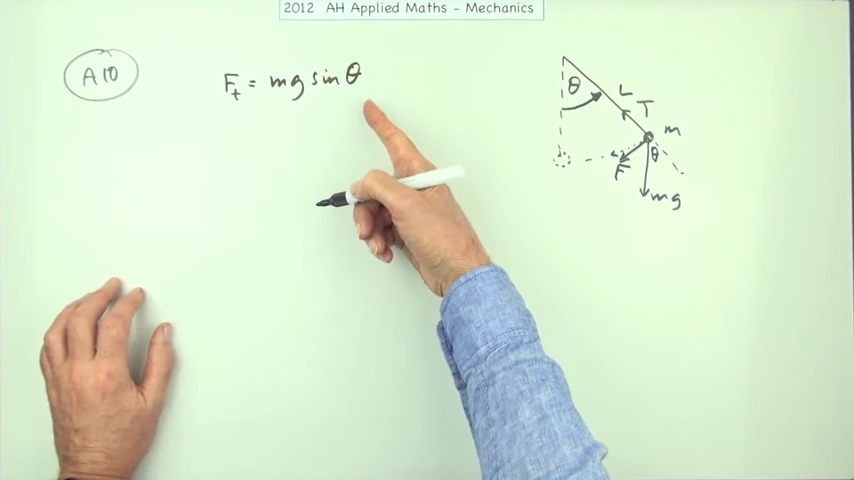 2012 AH Applied Maths - Mechanics
A10
Ft = mg sin θ
θ
L
T
m
θ
F
mg